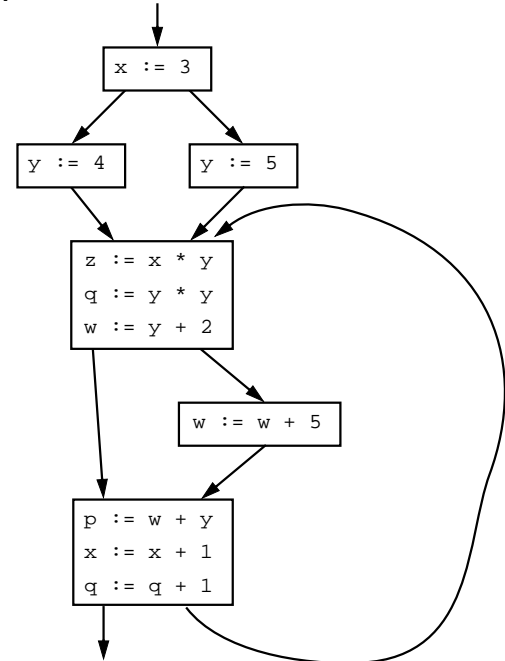 x := 3
y := 4
y := 5
z := x * y
q := y * y
w := y + 2
w := w + 5
p := w + y
x := x + 1
q := q + 1